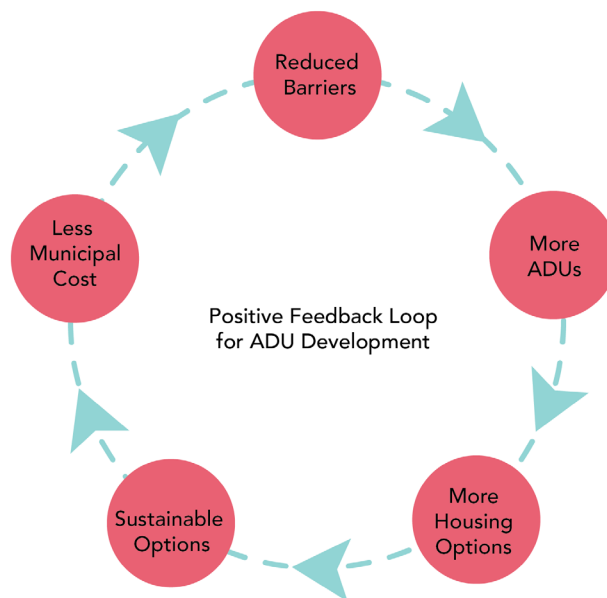 Reduced
Barriers
More
ADUs
More
Housing
Options
Sustainable
Options
Less
Municipal
Cost
Positive Feedback Loop
for ADU Development